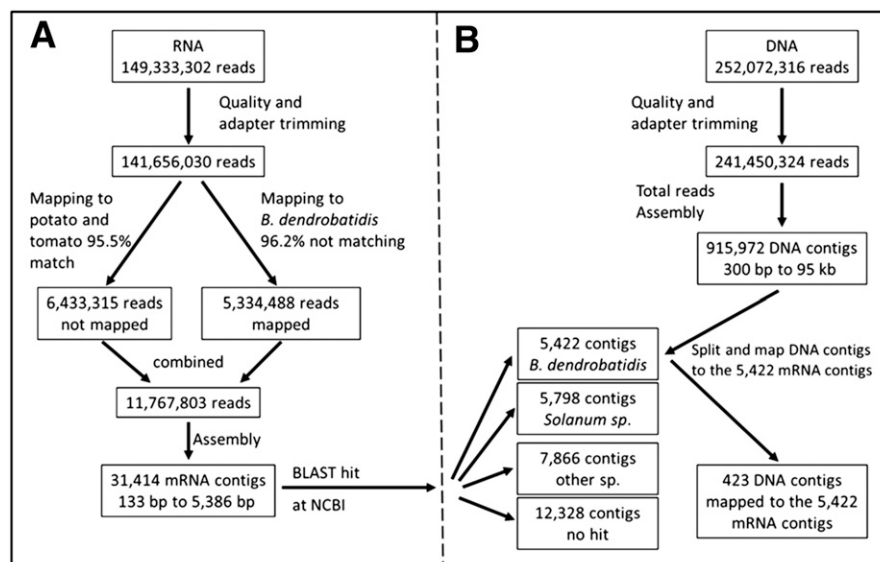 A
RNA
149,333,302 reads
Quality and
adapter trimming
141,656,030 reads
Mapping to
potato and
tomato 95.5%
match
Mapping to
B. dendrobatidis
96.2% not matching
6,433,315 reads
not mapped
5,334,488 reads
mapped
combined
11,767,803 reads
Assembly
31,414 mRNA contigs
133 bp to 5,386 bp
BLAST hit
at NCBI
B
DNA
252,072,316 reads
Quality and
adapter trimming
241,450,324 reads
Total reads
Assembly
915,972 DNA contigs
300 bp to 95 kb
5,422 contigs
B. dendrobatidis
Split and map DNA contigs
to the 5,422 mRNA contigs
5,798 contigs
Solanum sp.
7,866 contigs
other sp.
12,328 contigs
no hit
423 DNA contigs
mapped to the 5,422
mRNA contigs